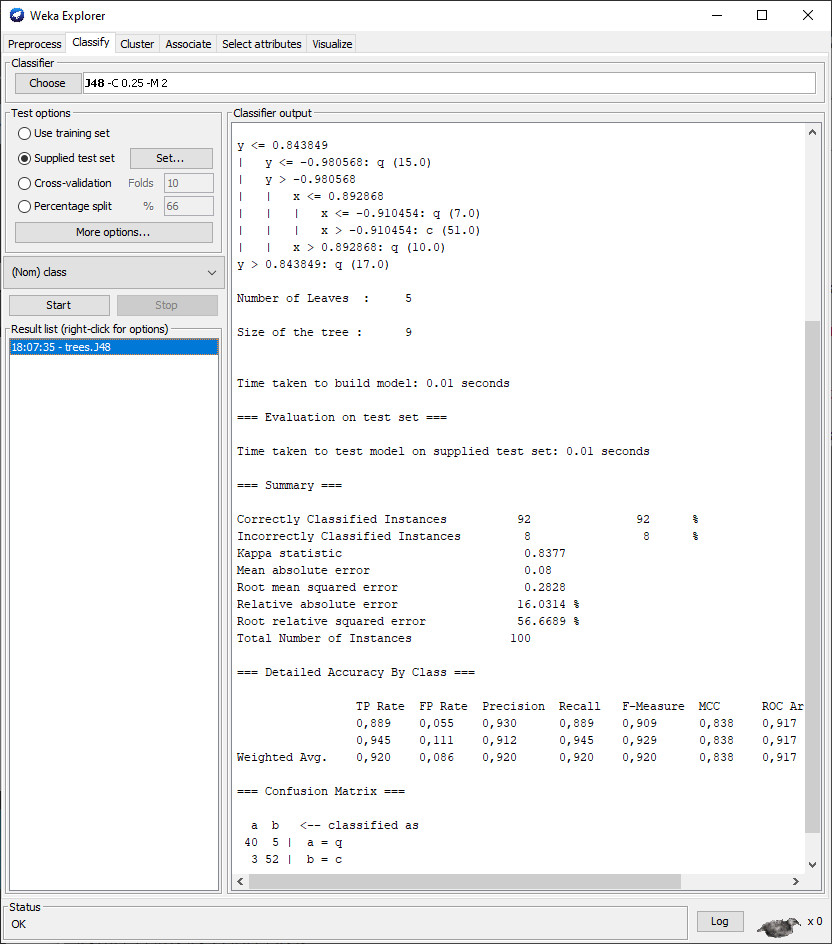 Weka Explorer
Preprocess Classify Cluster Associate Select attributes Visualize
Classifier
Choose J48 -C 0.25 -M 2
Test options
Use training set
Supplied test set Set...
Cross-validation Folds 10
Percentage split % 66
More options...
(Nom) class
Start Stop
Result list (right-click for options)
18:07:35 - trees.J48
Classifier output
y <= 0.843849
|   y <= -0.980568: q (15.0)
|   y > -0.980568
|   |   x <= 0.892868
|   |   |   x <= -0.910454: q (7.0)
|   |   |   x > -0.910454: c (51.0)
|   |   x > 0.892868: q (10.0)
y > 0.843849: q (17.0)
Number of Leaves  :     5
Size of the tree :      9
Time taken to build model: 0.01 seconds
=== Evaluation on test set ===
Time taken to test model on supplied test set: 0.01 seconds
=== Summary ===
Correctly Classified Instances          92               92      %
Incorrectly Classified Instances         8                8      %
Kappa statistic                          0.8377
Mean absolute error                      0.08
Root mean squared error                  0.2828
Relative absolute error                 16.0314 %
Root relative squared error             56.6689 %
Total Number of Instances              100
=== Detailed Accuracy By Class ===
                 TP Rate  FP Rate  Precision  Recall   F-Measure  MCC      ROC Ar
                 0,889    0,055    0,930      0,889    0,909      0,838    0,917
                 0,945    0,111    0,912      0,945    0,929      0,838    0,917
Weighted Avg.    0,920    0,086    0,920      0,920    0,920      0,838    0,917
=== Confusion Matrix ===
  a  b   <-- classified as
 40  5 |  a = q
  3 52 |  b = c
Status
OK
Log
x 0